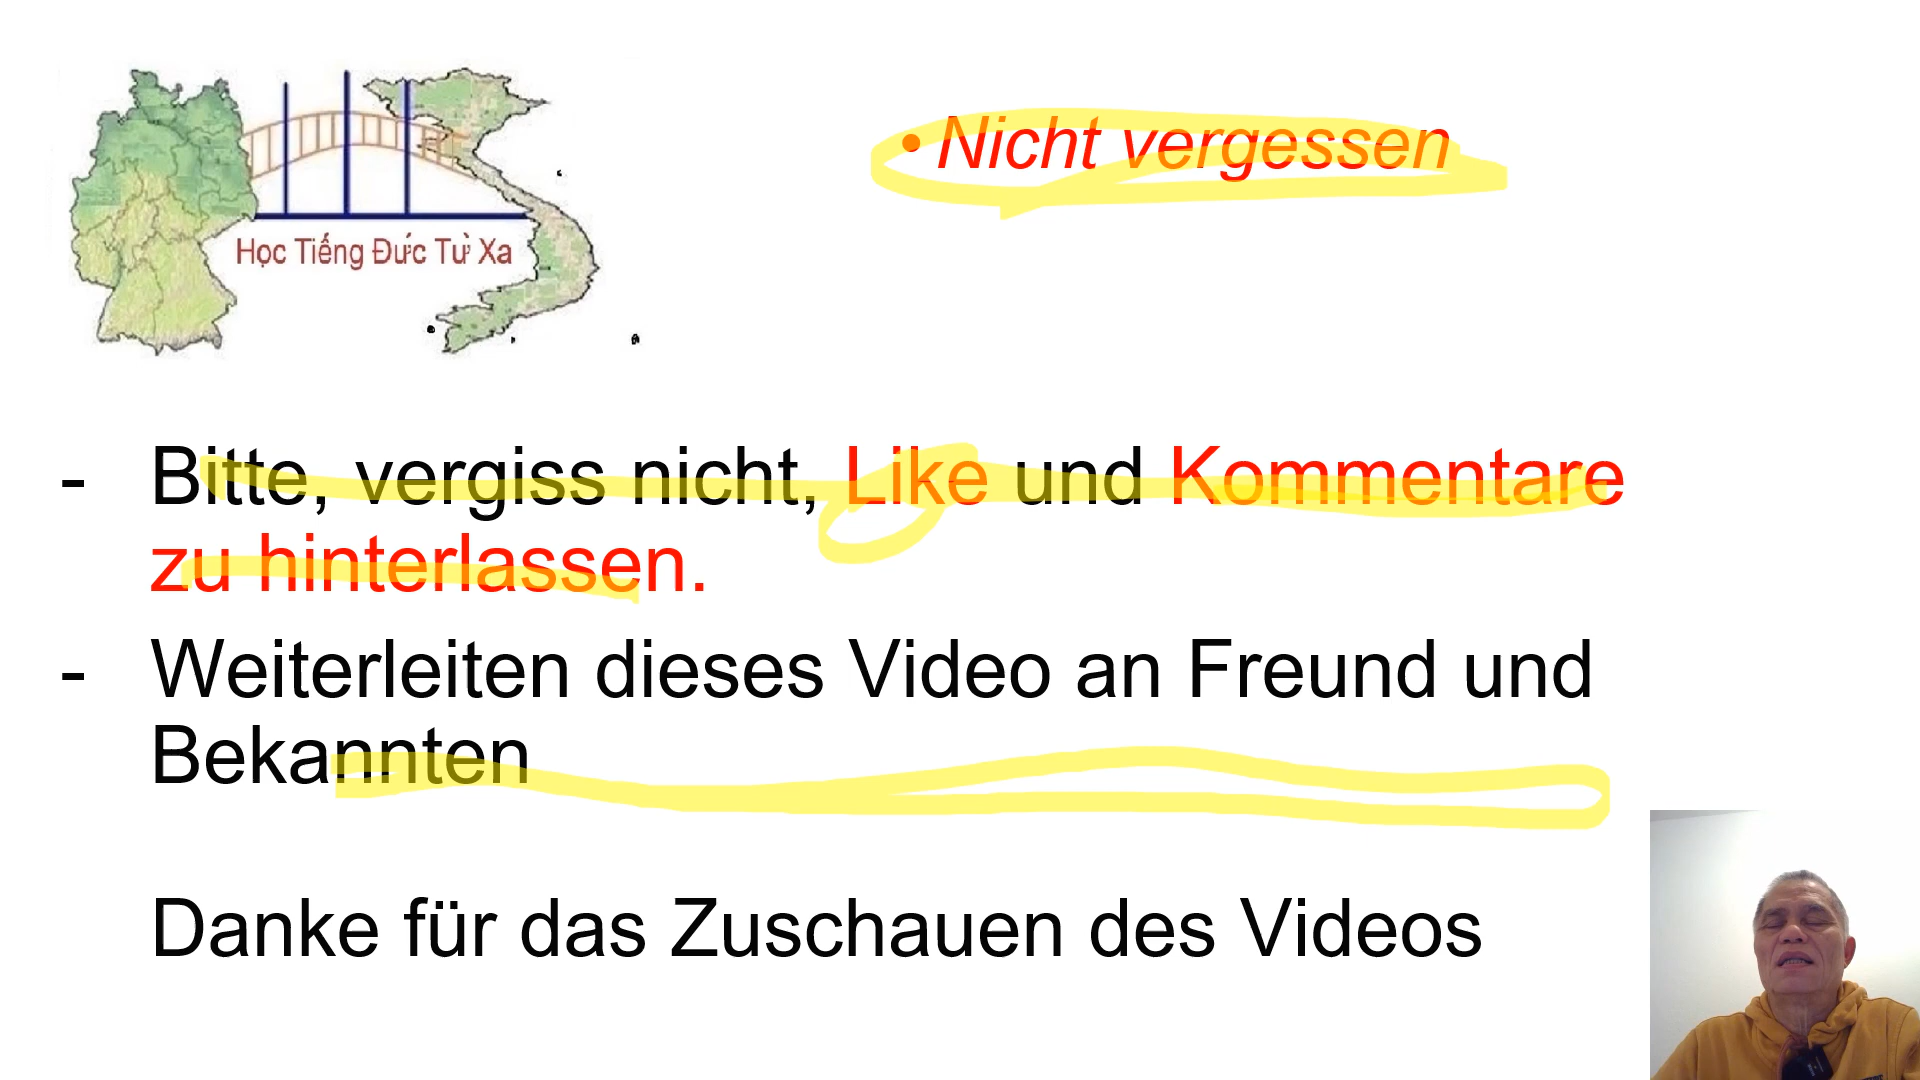 Học Tiếng Đức Từ Xa
• Nicht vergessen
- Bitte, vergiss nicht, Like und Kommentare
zu hinterlassen.
- Weiterleiten dieses Video an Freund und
Bekannten
Danke für das Zuschauen des Videos